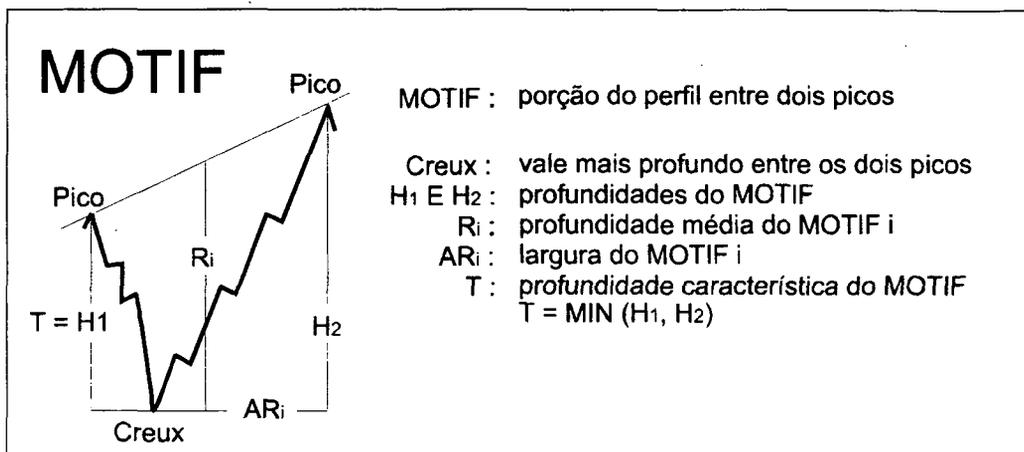 MOTIF
Pico
Pico
Ri
T = H1
H2
ARi
Creux
MOTIF : porção do perfil entre dois picos
Creux : vale mais profundo entre os dois picos
H1 E H2 : profundidades do MOTIF
Ri : profundidade média do MOTIF i
ARi : largura do MOTIF i
T : profundidade característica do MOTIF
T = MIN (H1, H2)